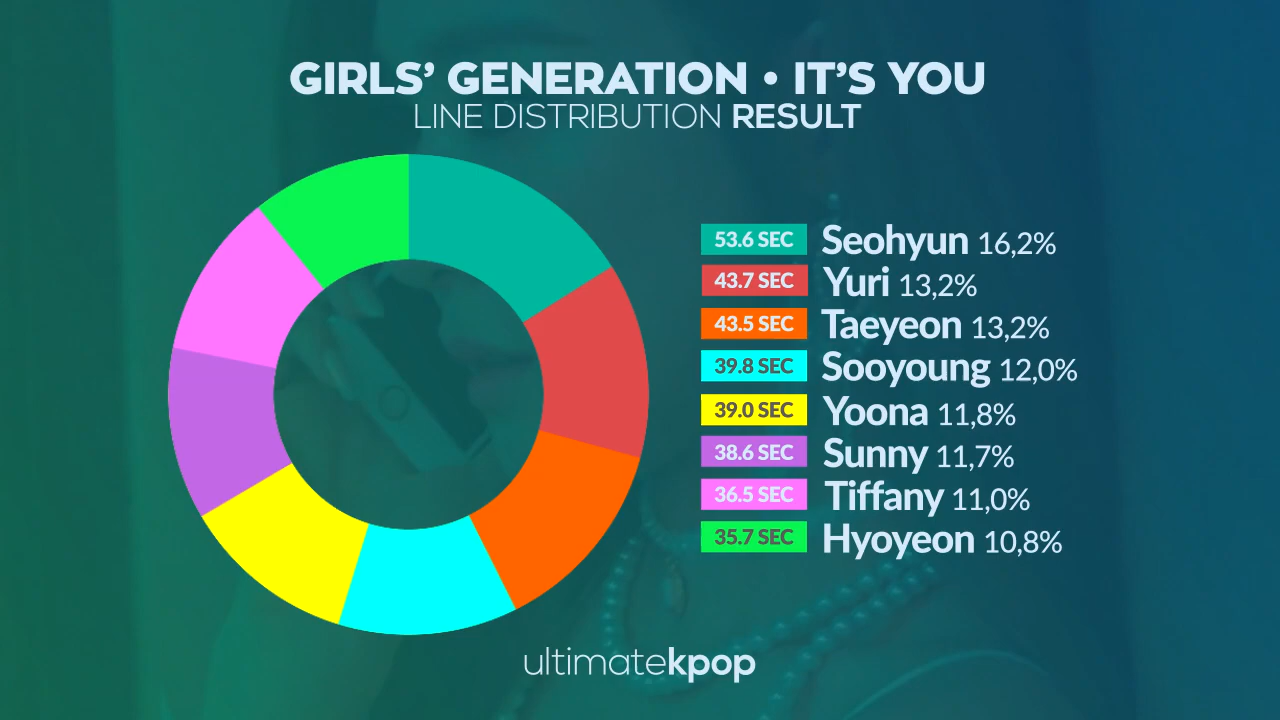 GIRLS’ GENERATION • IT’S YOU
LINE DISTRIBUTION RESULT
53.6 SEC Seohyun 16,2%
43.7 SEC Yuri 13,2%
43.5 SEC Taeyeon 13,2%
39.8 SEC Sooyoung 12,0%
39.0 SEC Yoona 11,8%
38.6 SEC Sunny 11,7%
36.5 SEC Tiffany 11,0%
35.7 SEC Hyoyeon 10,8%
ultimatekpop